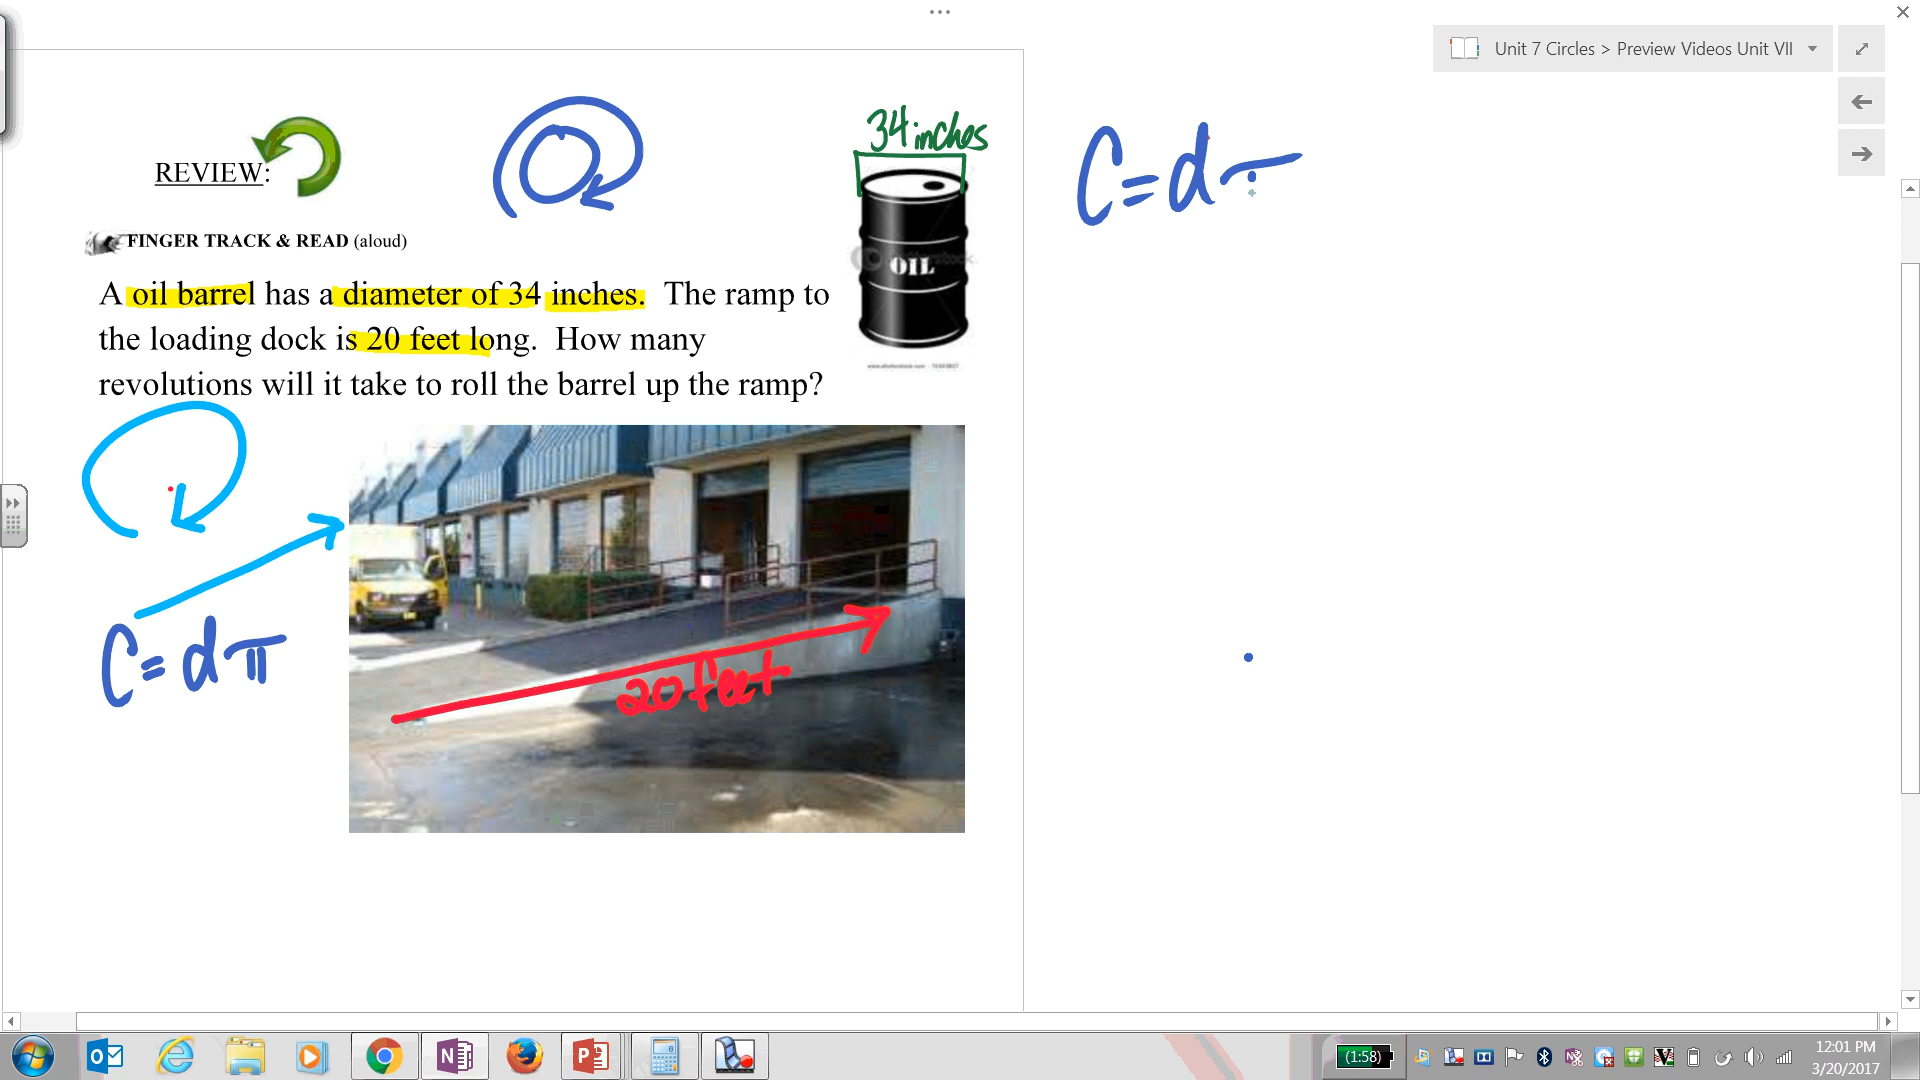 Unit 7 Circles > Preview Videos Unit VII
REVIEW:
34 inches
C=dπ
FINGER TRACK & READ (aloud)
OIL
A oil barrel has a diameter of 34 inches. The ramp to
the loading dock is 20 feet long. How many
revolutions will it take to roll the barrel up the ramp?
C=dπ
20 feet
(1:58)
12:01 PM
3/20/2017